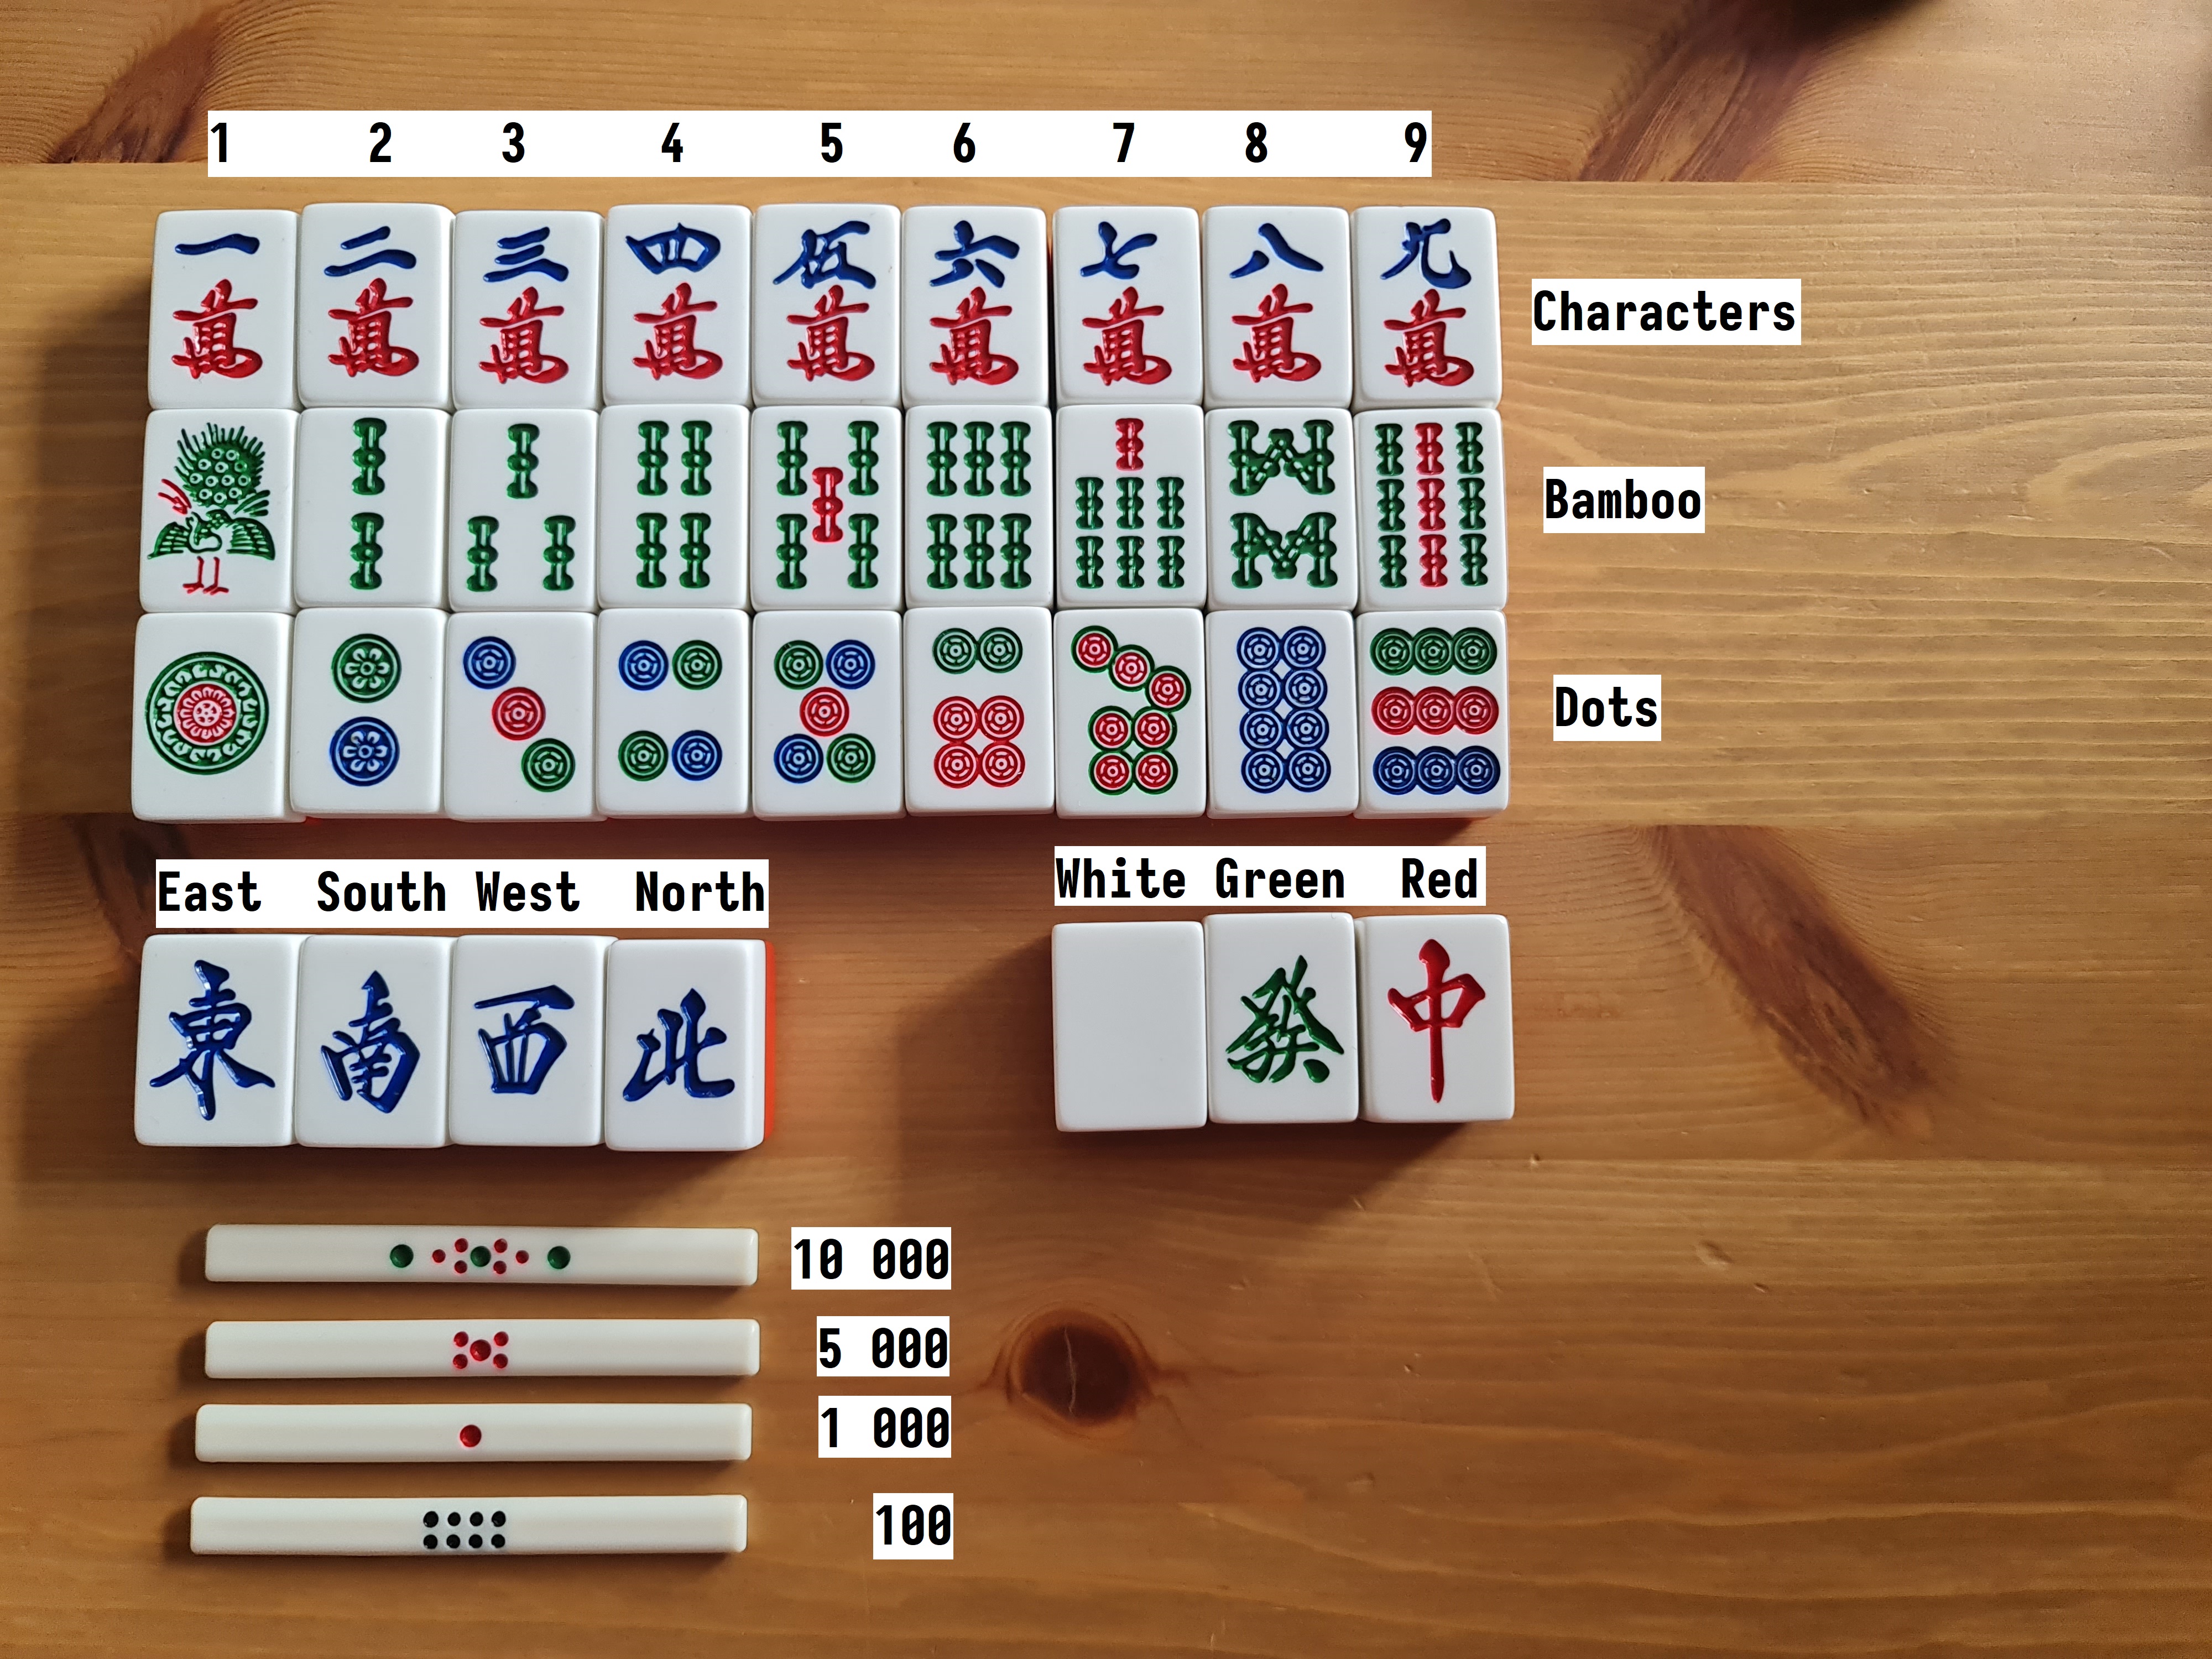 1 2 3 4 5 6 7 8 9
一 二 三 四 伍 六 七 八 九
萬 萬 萬 萬 萬 萬 萬 萬 萬
Characters
Bamboo
Dots
East South West North
White Green Red
東 南 西 北
發 中
10 000
5 000
1 000
100